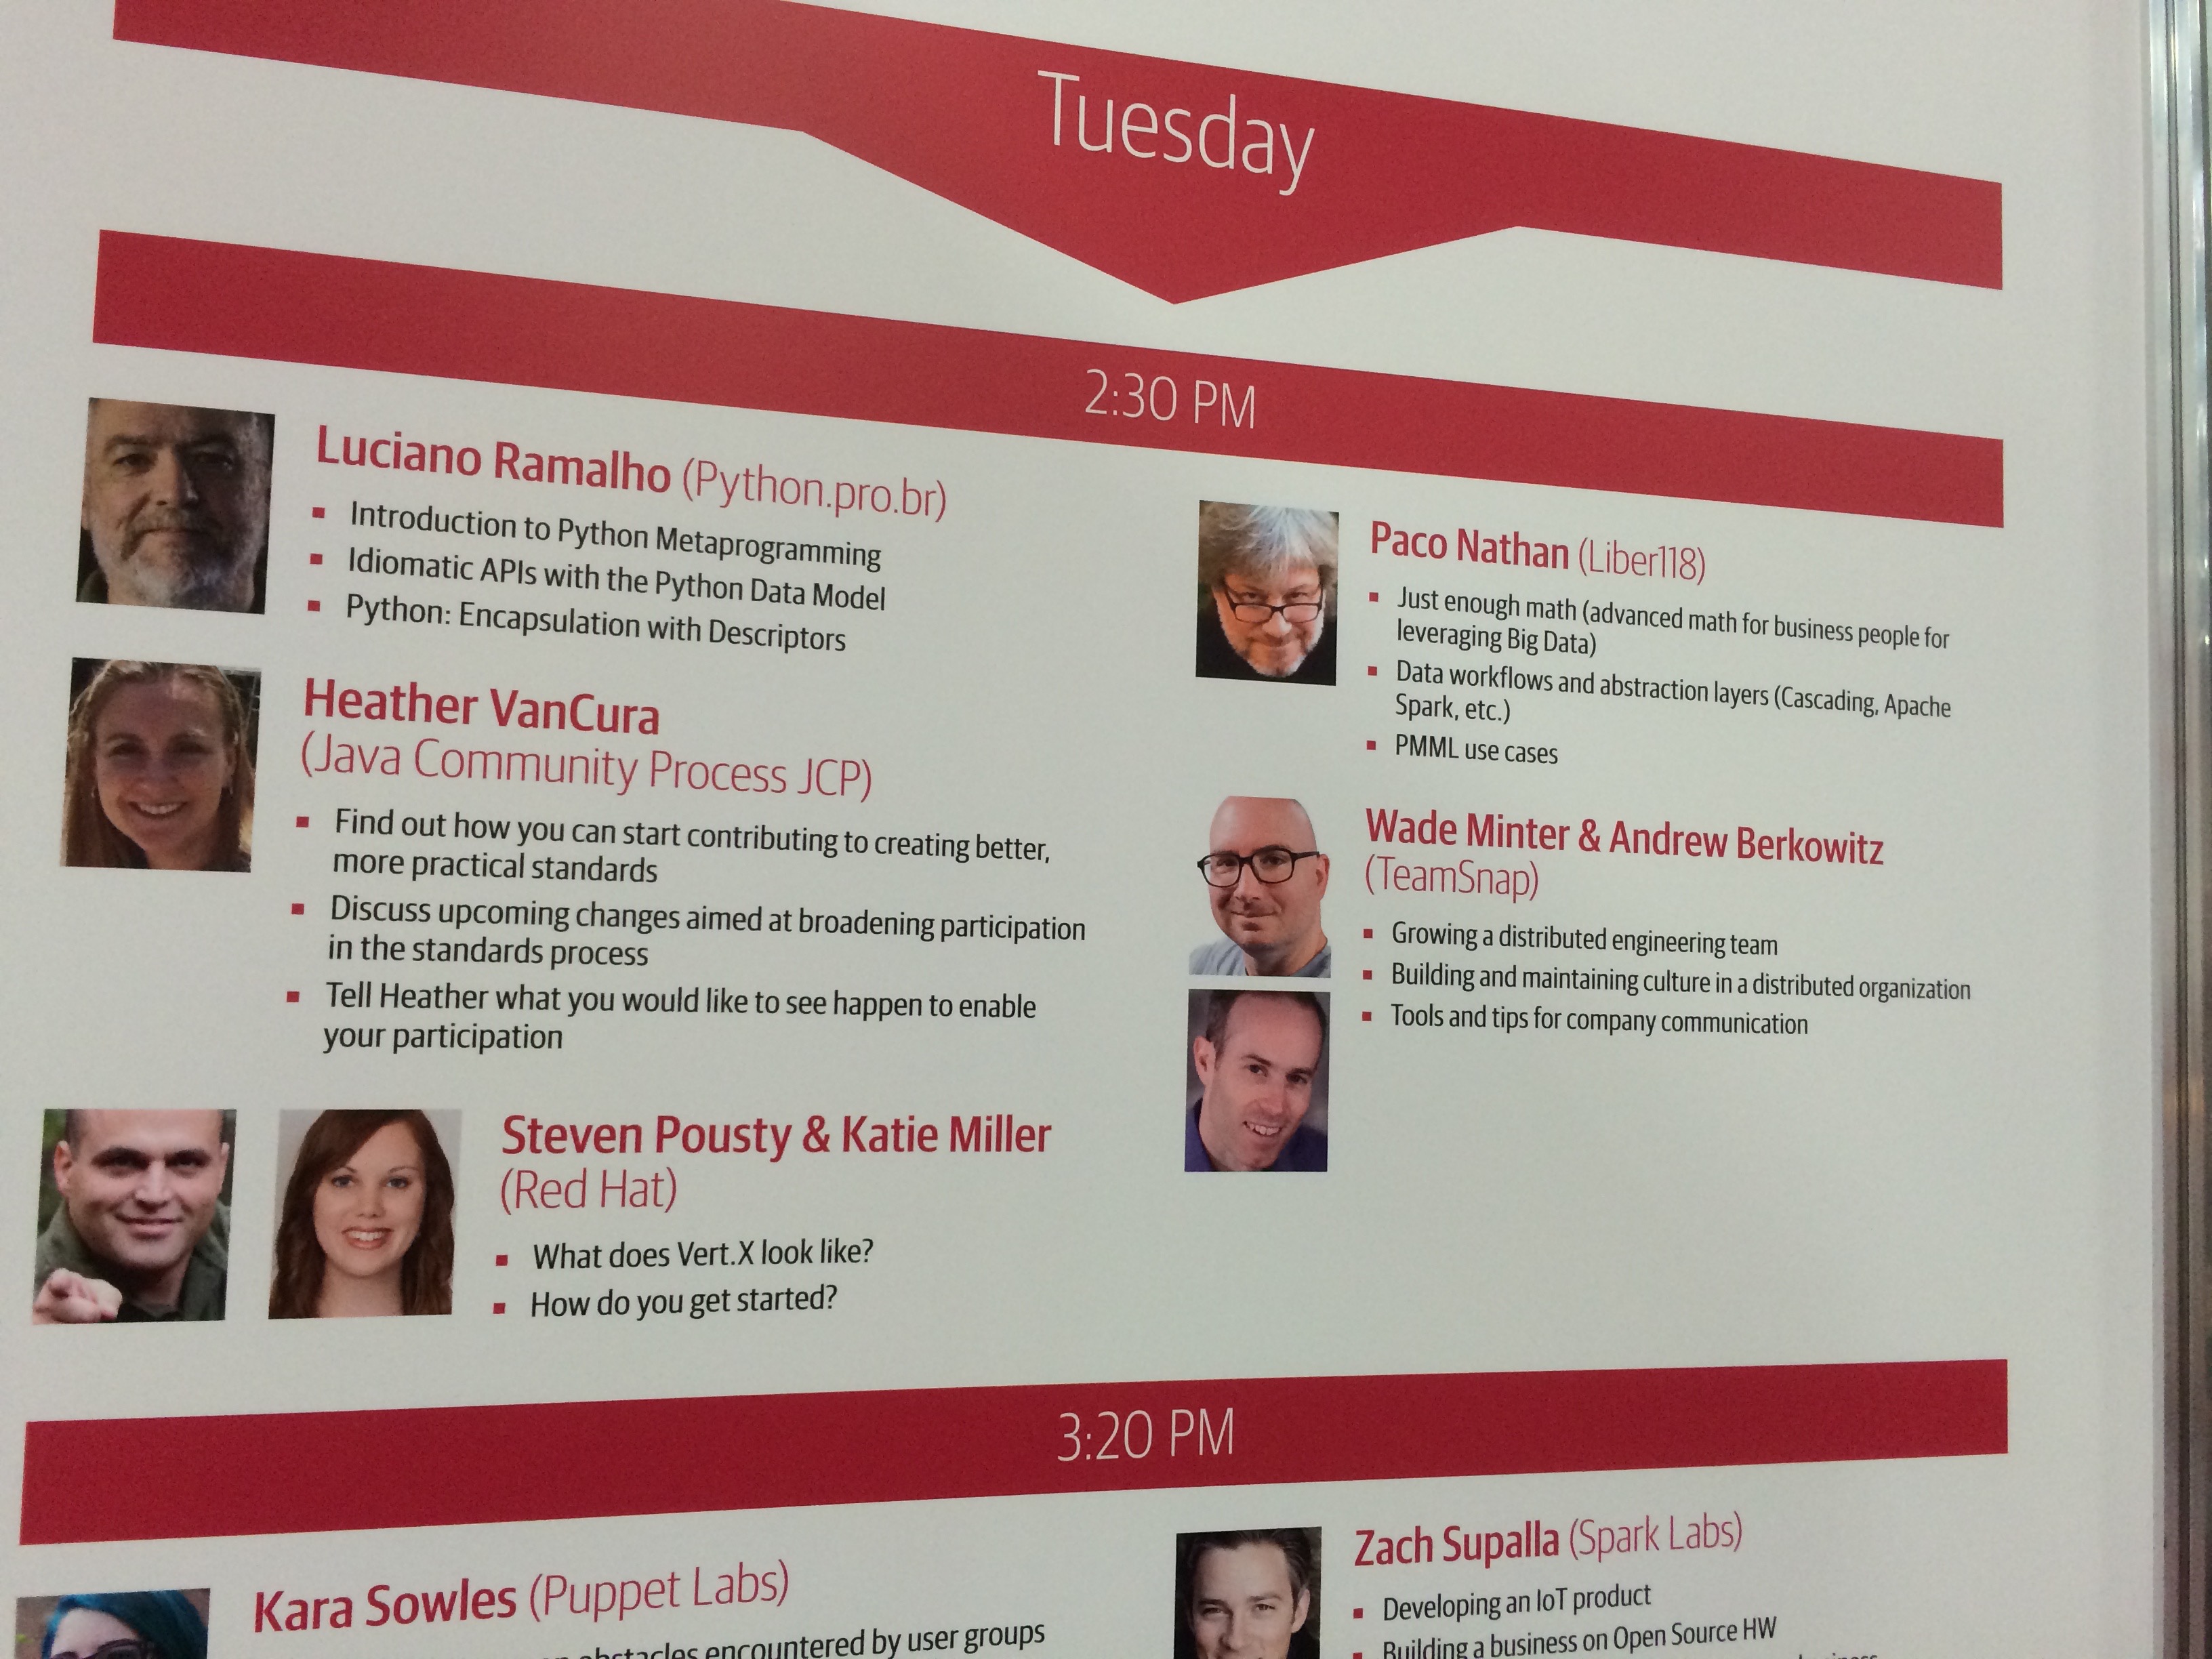 Tuesday
2:30 PM
Luciano Ramalho (Python.pro.br)
▪ Introduction to Python Metaprogramming
▪ Idiomatic APIs with the Python Data Model
▪ Python: Encapsulation with Descriptors
Heather VanCura
(Java Community Process JCP)
▪ Find out how you can start contributing to creating better,
more practical standards
▪ Discuss upcoming changes aimed at broadening participation
in the standards process
▪ Tell Heather what you would like to see happen to enable
your participation
Steven Pousty & Katie Miller
(Red Hat)
▪ What does Vert.X look like?
▪ How do you get started?
Paco Nathan (Liber118)
▪ Just enough math (advanced math for business people for
leveraging Big Data)
▪ Data workflows and abstraction layers (Cascading, Apache
Spark, etc.)
▪ PMML use cases
Wade Minter & Andrew Berkowitz
(TeamSnap)
▪ Growing a distributed engineering team
▪ Building and maintaining culture in a distributed organization
▪ Tools and tips for company communication
3:20 PM
Kara Sowles (Puppet Labs)
obstacles encountered by user groups
Zach Supalla (Spark Labs)
▪ Developing an IoT product
▪ Building a business on Open Source HW